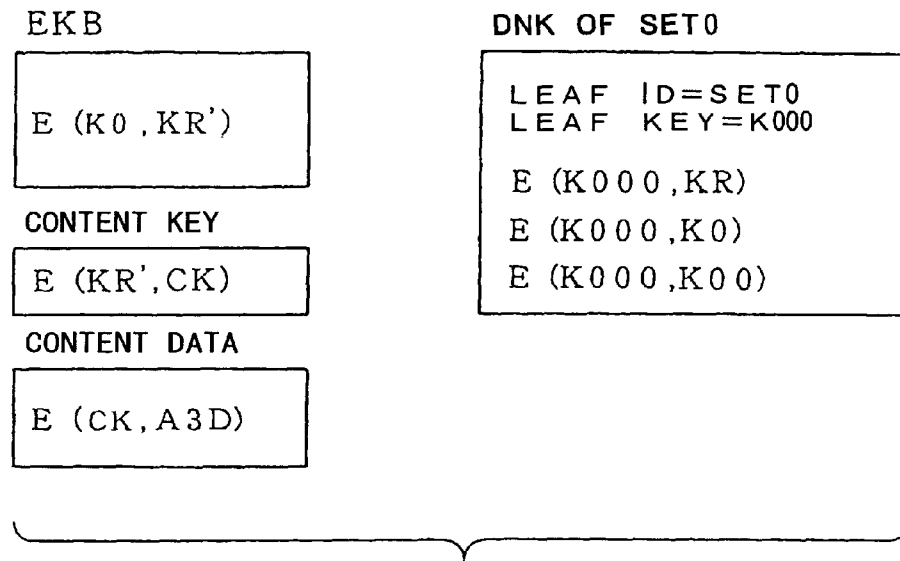 EKB
E (K0,KR')
CONTENT KEY
E (KR',CK)
CONTENT DATA
E (CK,A3D)
DNK OF SET0
LEAF ID=SET0
LEAF KEY=K000
E (K000,KR)
E (K000,K0)
E (K000,K00)